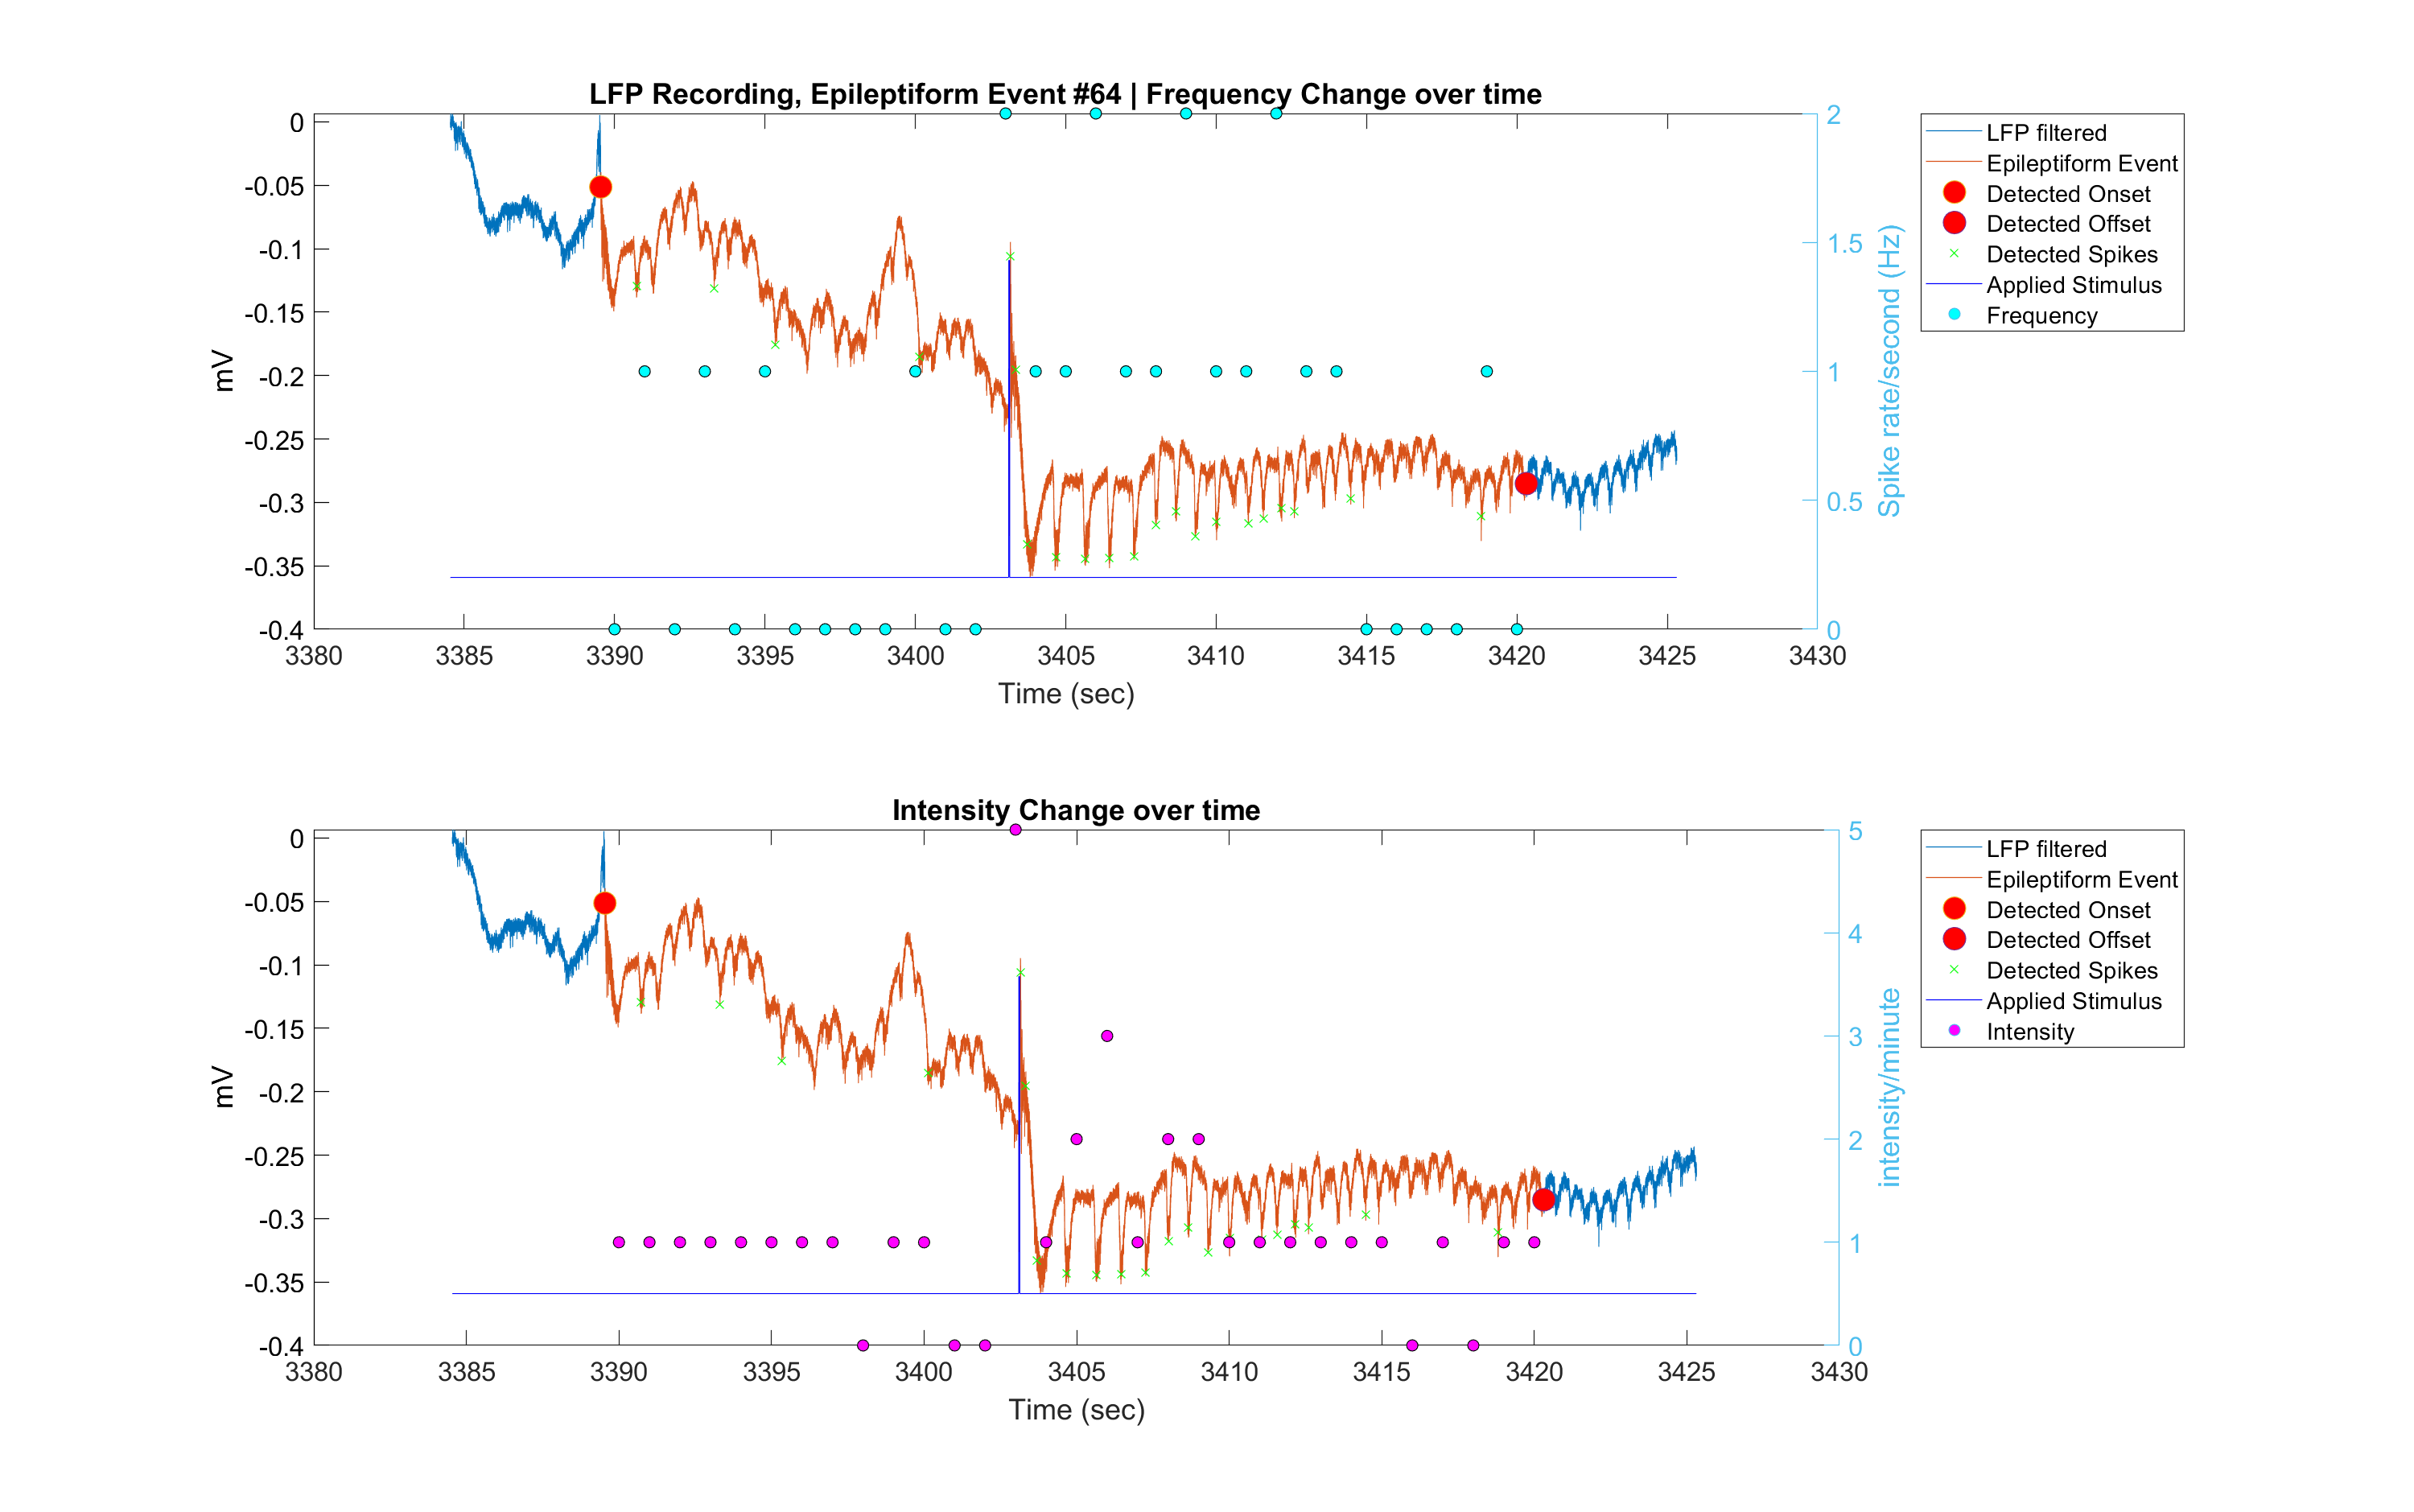 LFP Recording, Epileptiform Event #64 | Frequency Change over time
0
-0.05
-0.1
-0.15
-0.2
-0.25
-0.3
-0.35
-0.4
mV
3380 3385 3390 3395 3400 3405 3410 3415 3420 3425 3430
Time (sec)
2
1.5
1
0.5
0
Spike rate/second (Hz)
LFP filtered
Epileptiform Event
Detected Onset
Detected Offset
Detected Spikes
Applied Stimulus
Frequency
Intensity Change over time
0
-0.05
-0.1
-0.15
-0.2
-0.25
-0.3
-0.35
-0.4
mV
3380 3385 3390 3395 3400 3405 3410 3415 3420 3425 3430
Time (sec)
5
4
3
2
1
0
intensity/minute
LFP filtered
Epileptiform Event
Detected Onset
Detected Offset
Detected Spikes
Applied Stimulus
Intensity